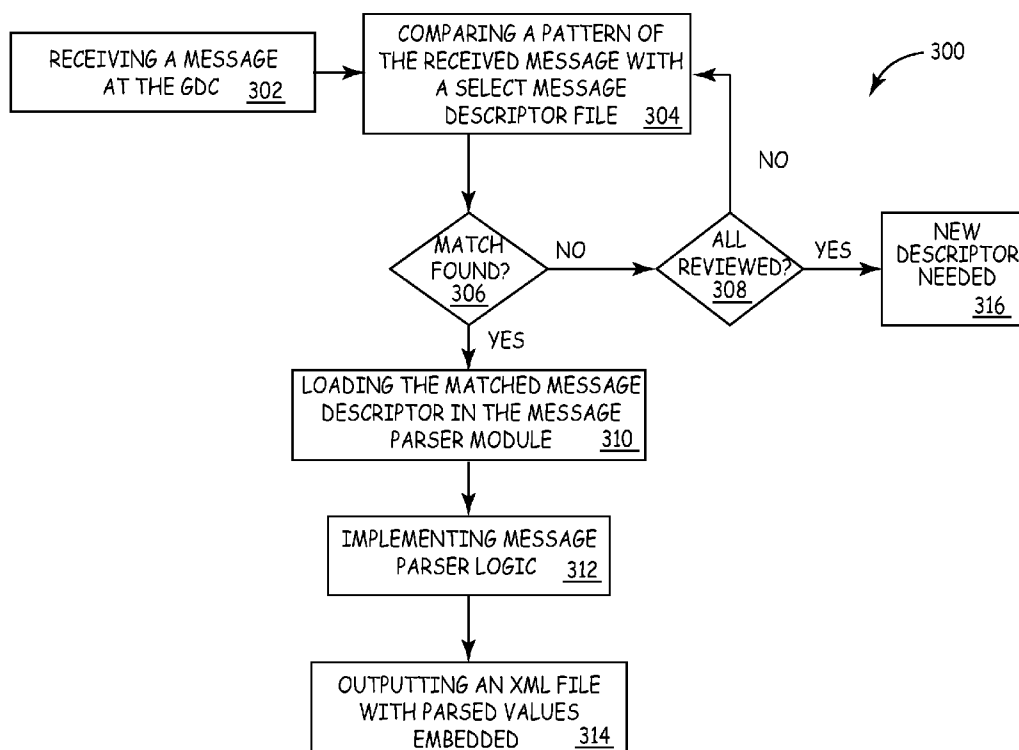 RECEIVING A MESSAGE
AT THE GDC 302
COMPARING A PATTERN OF
THE RECEIVED MESSAGE WITH
A SELECT MESSAGE
DESCRIPTOR FILE 304
300
NO
MATCH
FOUND?
306
NO
ALL
REVIEWED?
308
YES
NEW
DESCRIPTOR
NEEDED
316
YES
LOADING THE MATCHED MESSAGE
DESCRIPTOR IN THE MESSAGE
PARSER MODULE 310
IMPLEMENTING MESSAGE
PARSER LOGIC 312
OUTPUTTING AN XML FILE
WITH PARSED VALUES
EMBEDDED 314